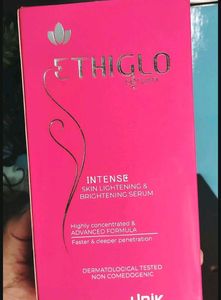 ETHIGLO
INTENSE
SKIN LIGHTENING &
BRIGHTENING SERUM
Highly concentrated &
ADVANCED FORMULA
Faster & deeper penetration
DERMATOLOGICAL TESTED
NON COMEDOGENIC